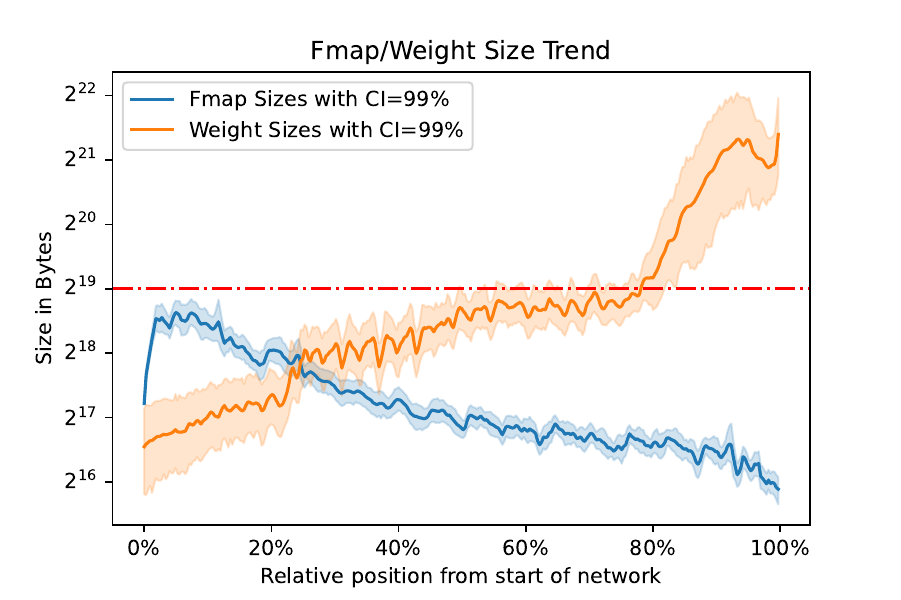 Fmap/Weight Size Trend
Fmap Sizes with CI=99%
Weight Sizes with CI=99%
2^22
2^21
2^20
2^19
2^18
2^17
2^16
Size in Bytes
0% 20% 40% 60% 80% 100%
Relative position from start of network